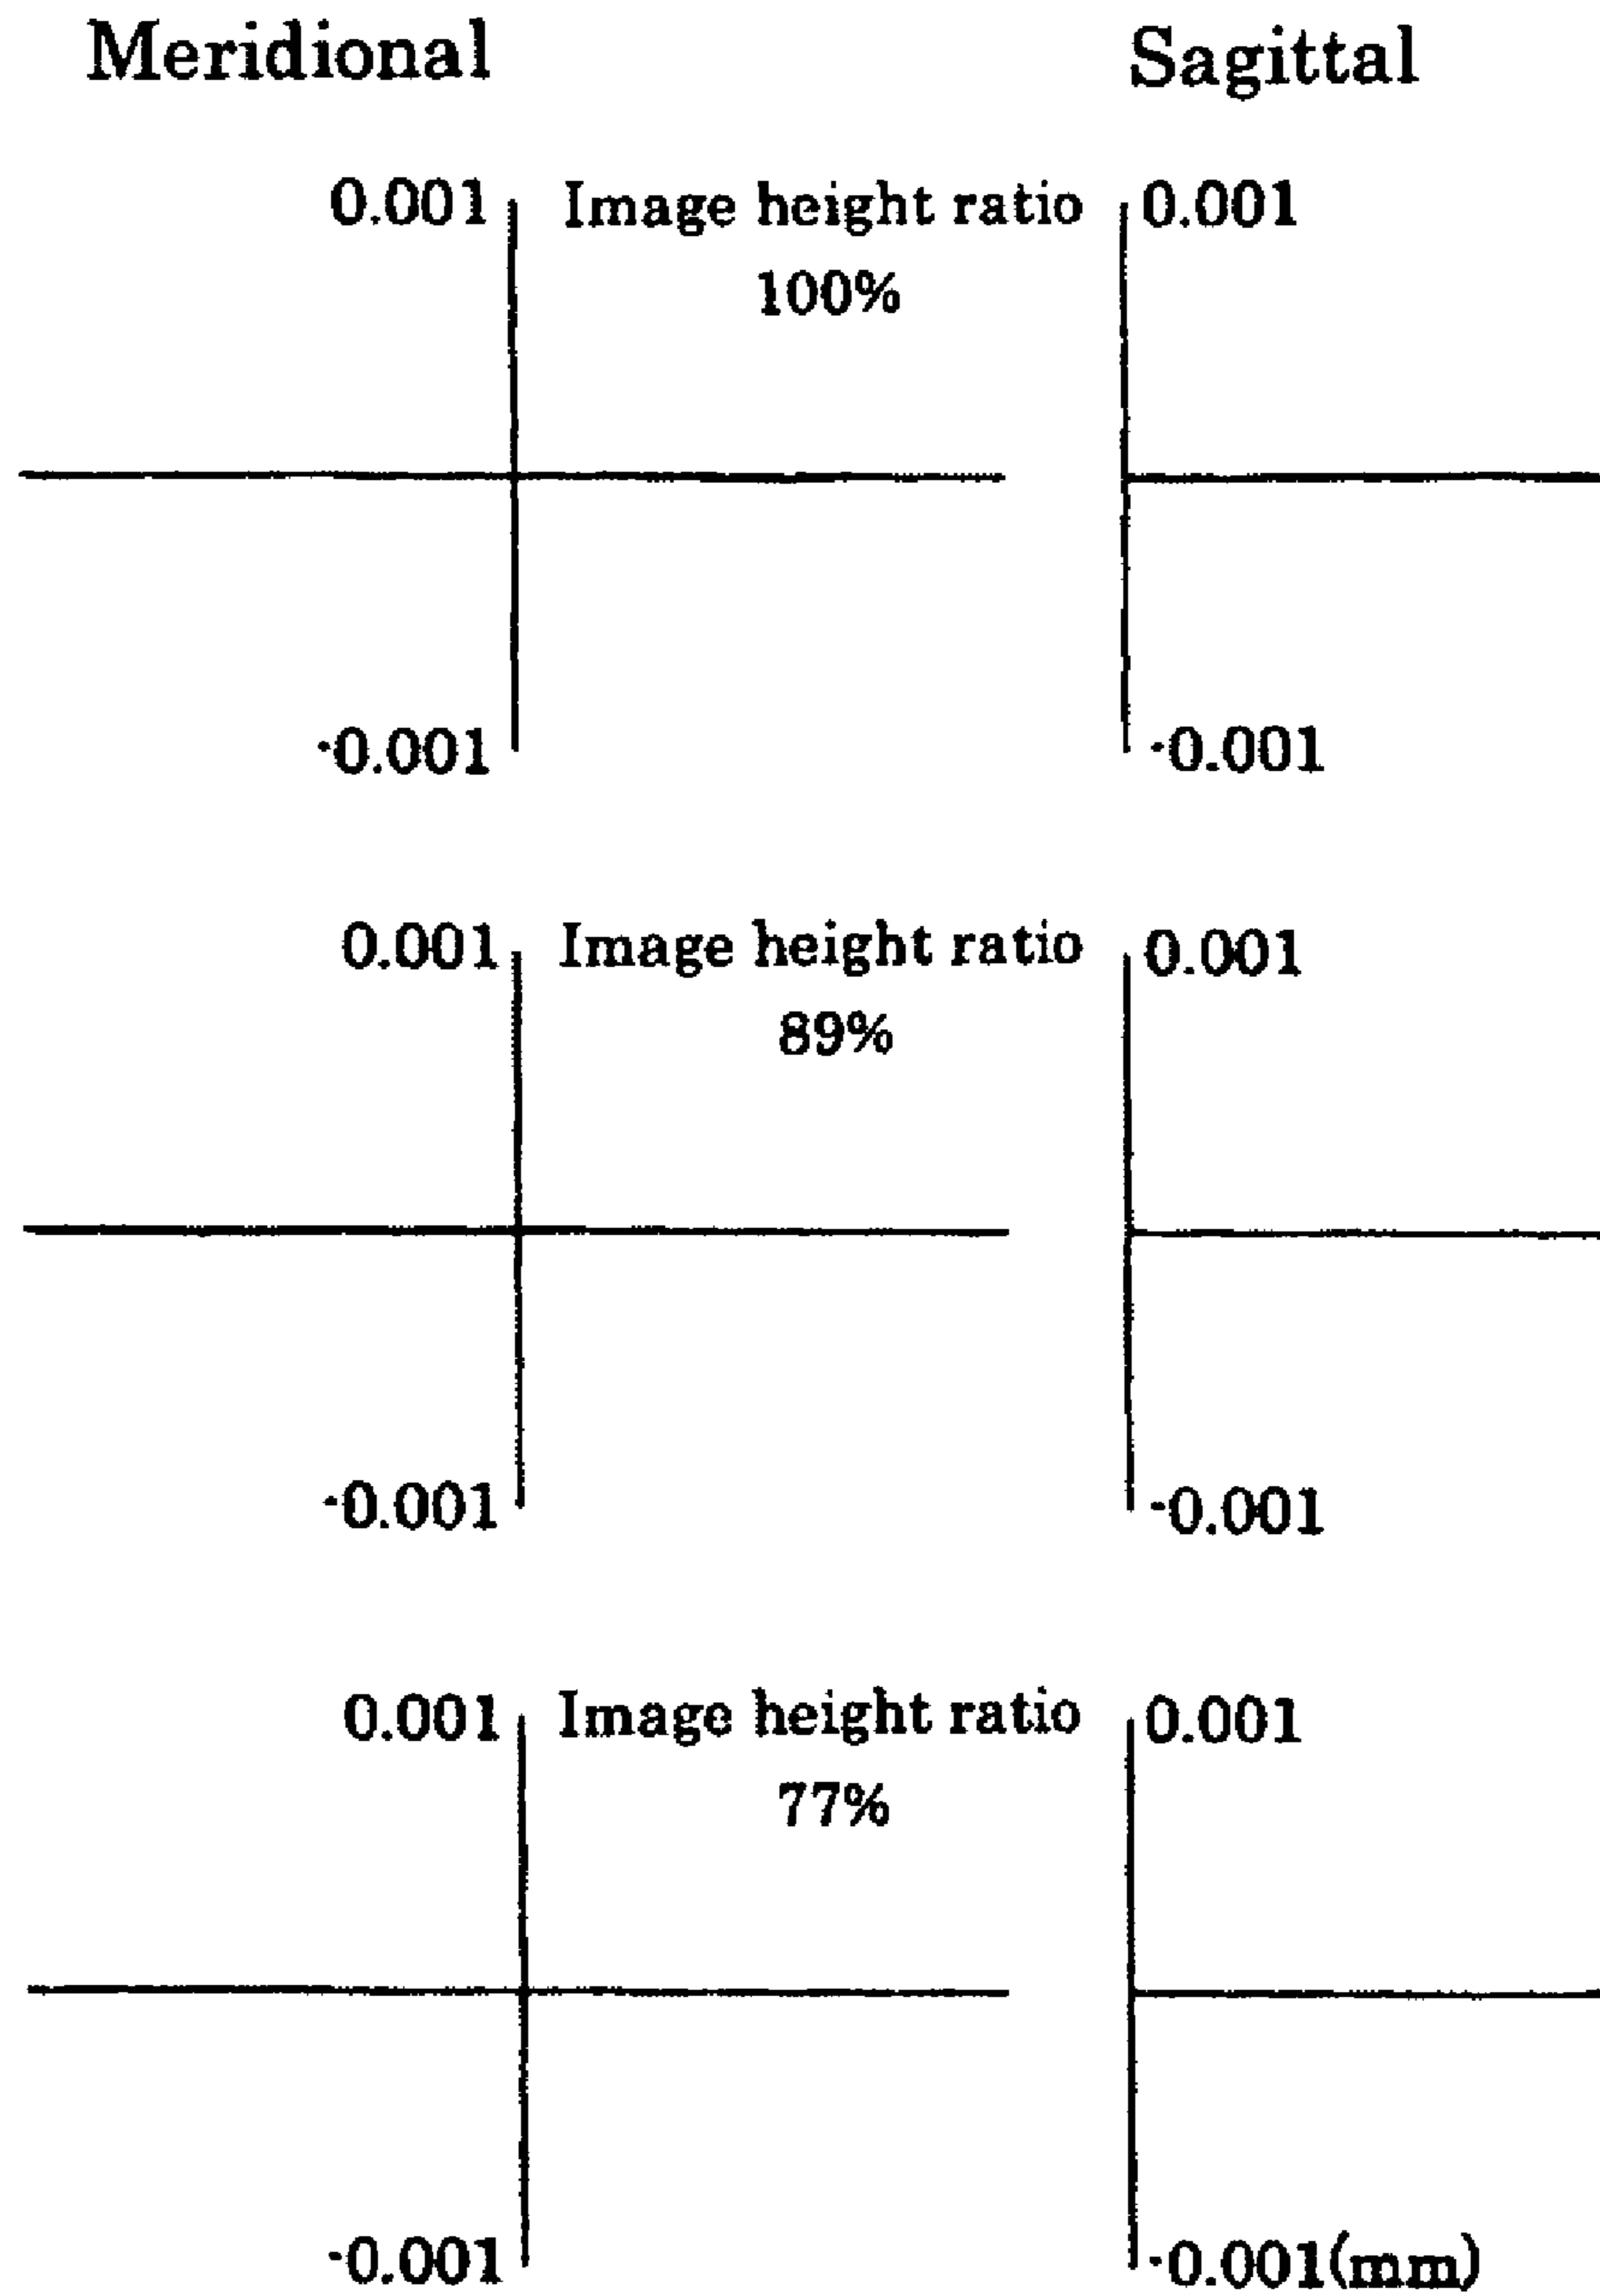 Meridional Sagittal
0.001 Image height ratio 0.001
100%
-0.001 -0.001
0.001 Image height ratio 0.001
89%
-0.001 -0.001
0.001 Image height ratio 0.001
77%
-0.001 -0.001(mm)